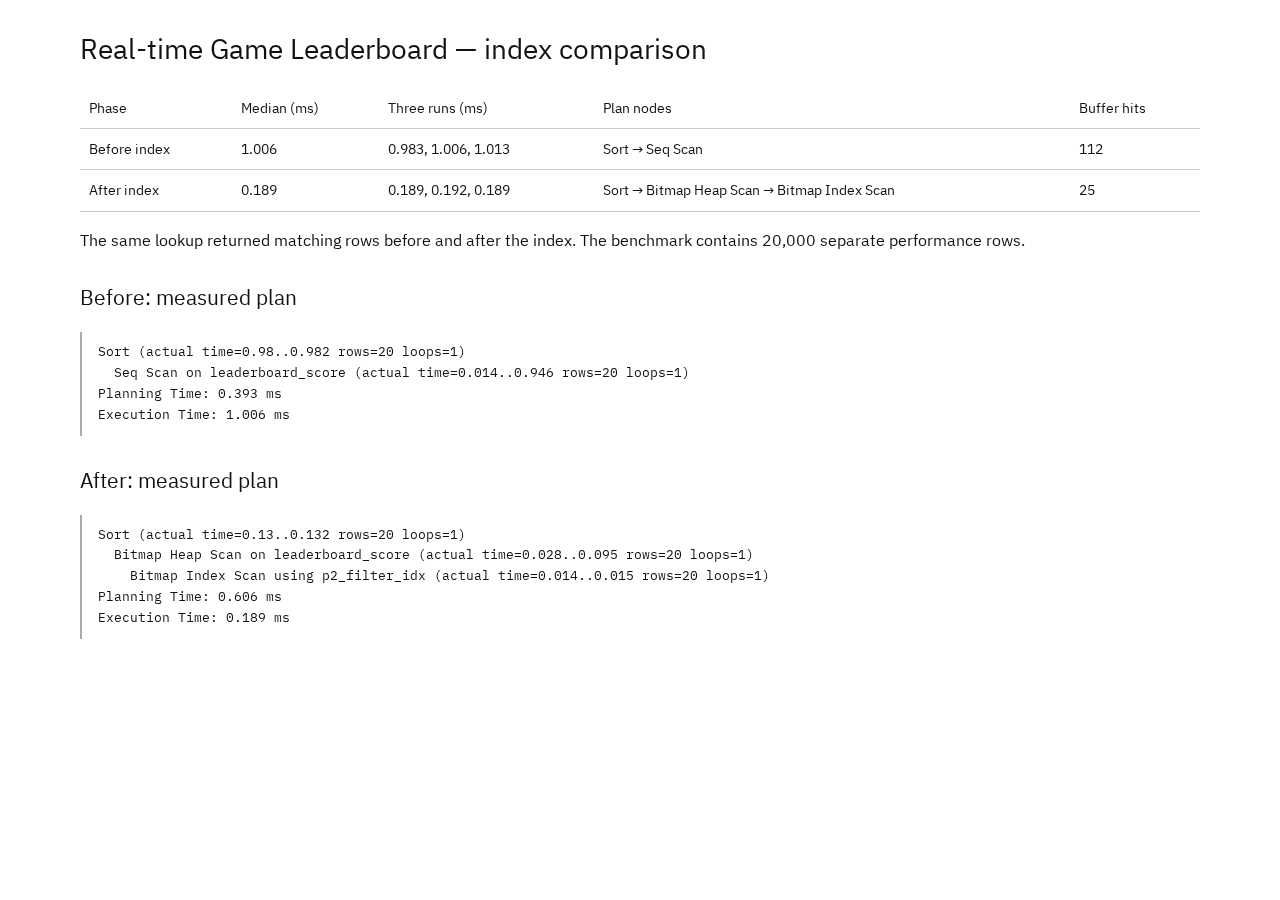 Real-time Game Leaderboard — index comparison
Phase Median (ms) Three runs (ms) Plan nodes Buffer hits
Before index 1.006 0.983, 1.006, 1.013 Sort → Seq Scan 112
After index 0.189 0.189, 0.192, 0.189 Sort → Bitmap Heap Scan → Bitmap Index Scan 25
The same lookup returned matching rows before and after the index. The benchmark contains 20,000 separate performance rows.
Before: measured plan
Sort (actual time=0.98..0.982 rows=20 loops=1)
  Seq Scan on leaderboard_score (actual time=0.014..0.946 rows=20 loops=1)
Planning Time: 0.393 ms
Execution Time: 1.006 ms
After: measured plan
Sort (actual time=0.13..0.132 rows=20 loops=1)
  Bitmap Heap Scan on leaderboard_score (actual time=0.028..0.095 rows=20 loops=1)
    Bitmap Index Scan using p2_filter_idx (actual time=0.014..0.015 rows=20 loops=1)
Planning Time: 0.606 ms
Execution Time: 0.189 ms